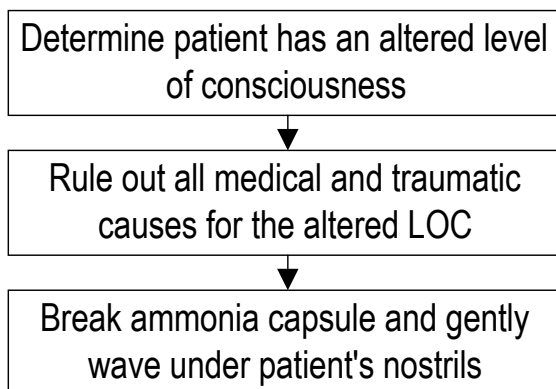 Determine patient has an altered level
of consciousness
Rule out all medical and traumatic
causes for the altered LOC
Break ammonia capsule and gently
wave under patient's nostrils